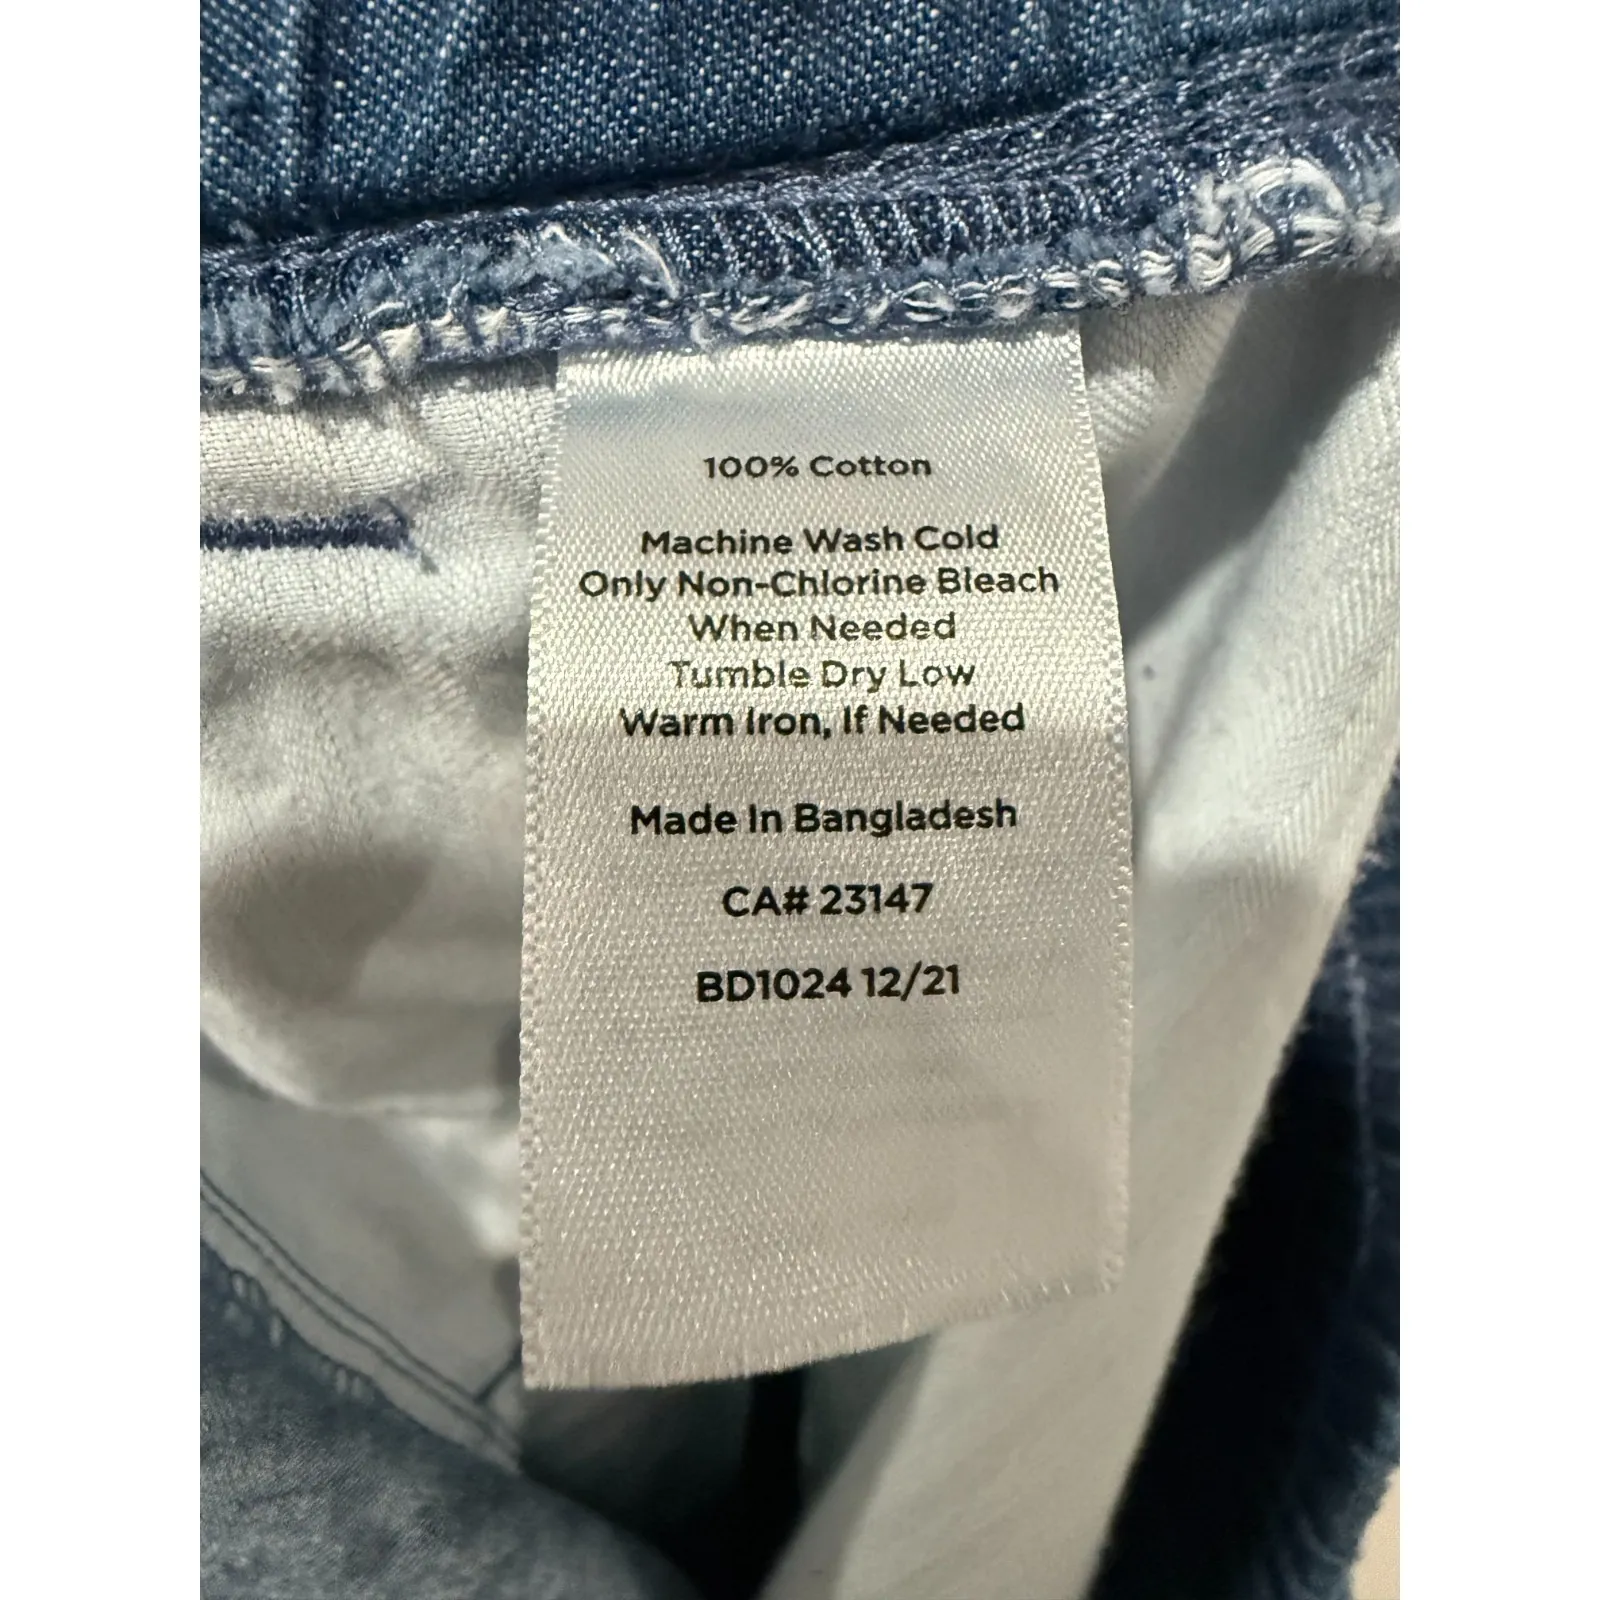 100% Cotton
Machine Wash Cold
Only Non-Chlorine Bleach
When Needed
Tumble Dry Low
Warm Iron, If Needed
Made In Bangladesh
CA# 23147
BD1024 12/21